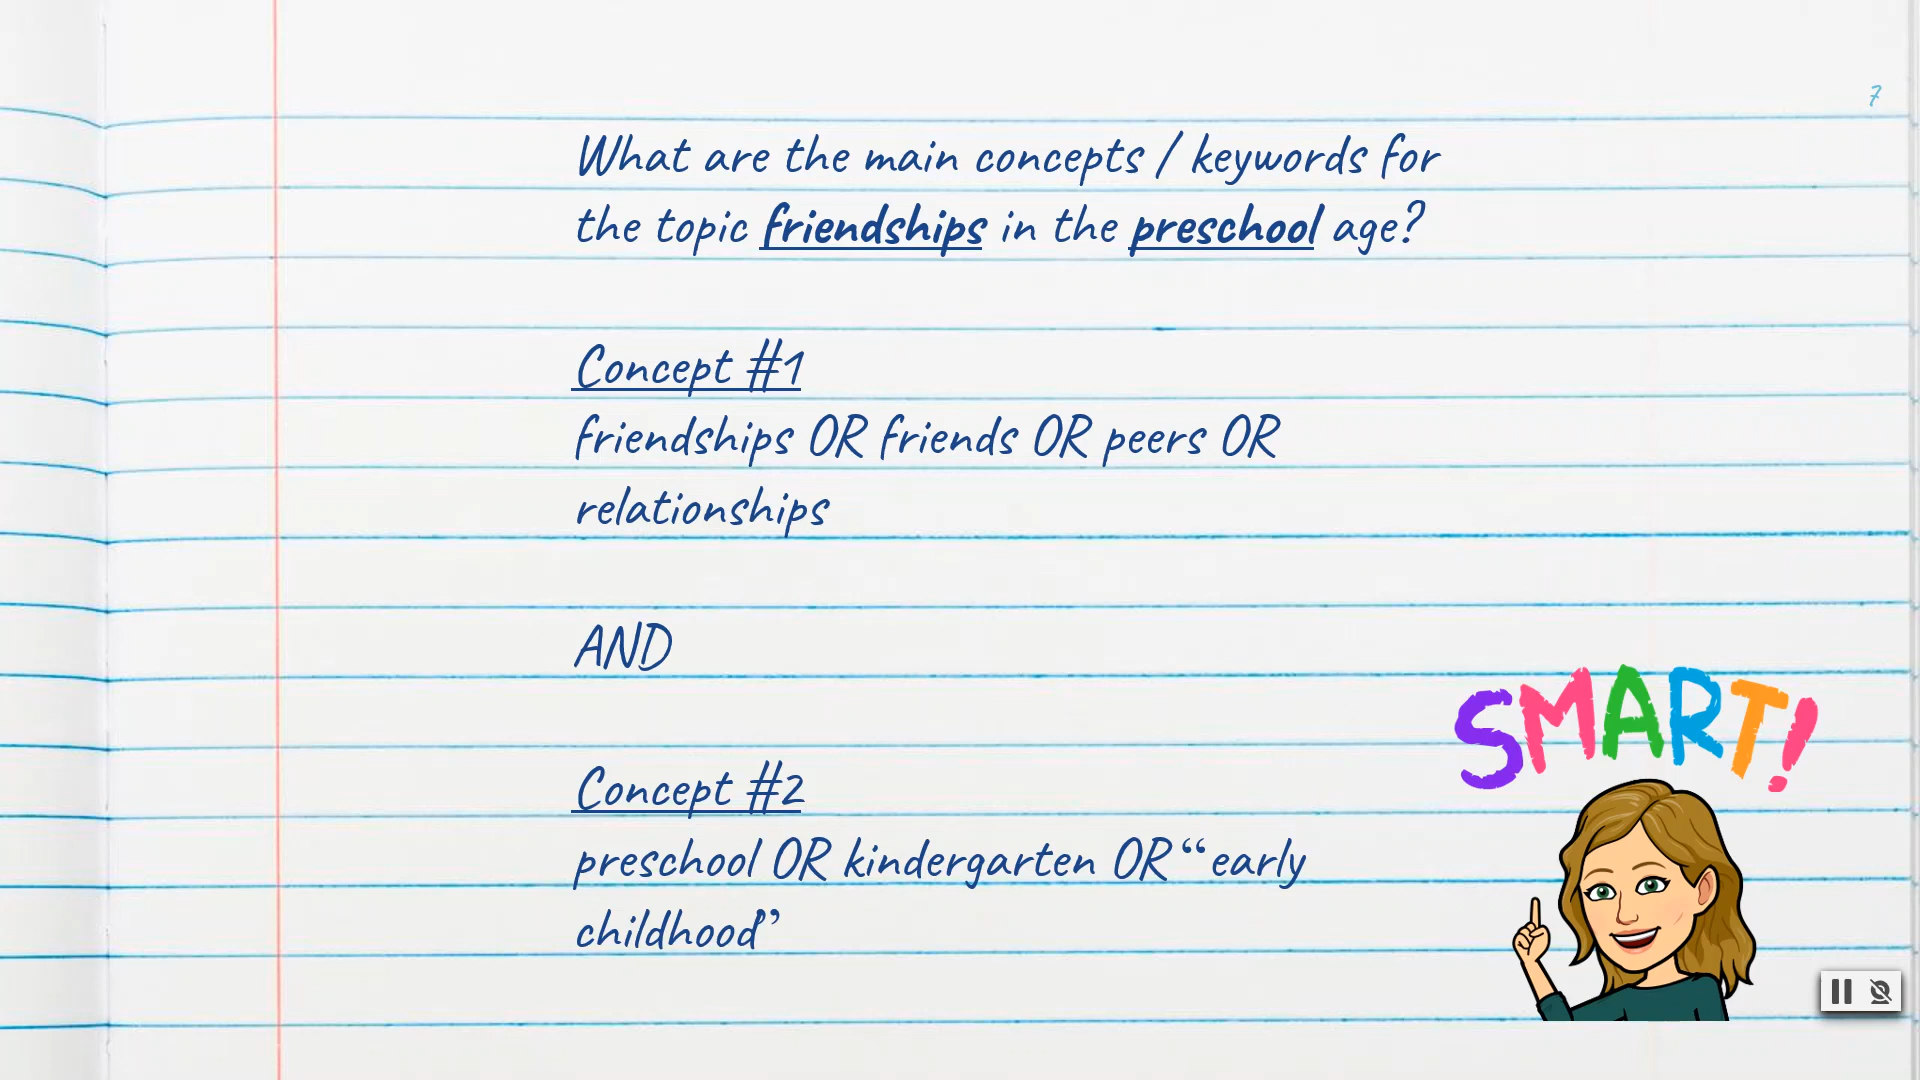 7
What are the main concepts / keywords for
the topic friendships in the preschool age?
Concept #1
friendships OR friends OR peers OR
relationships
AND
Concept #2
preschool OR kindergarten OR “early
childhood”
SMART!